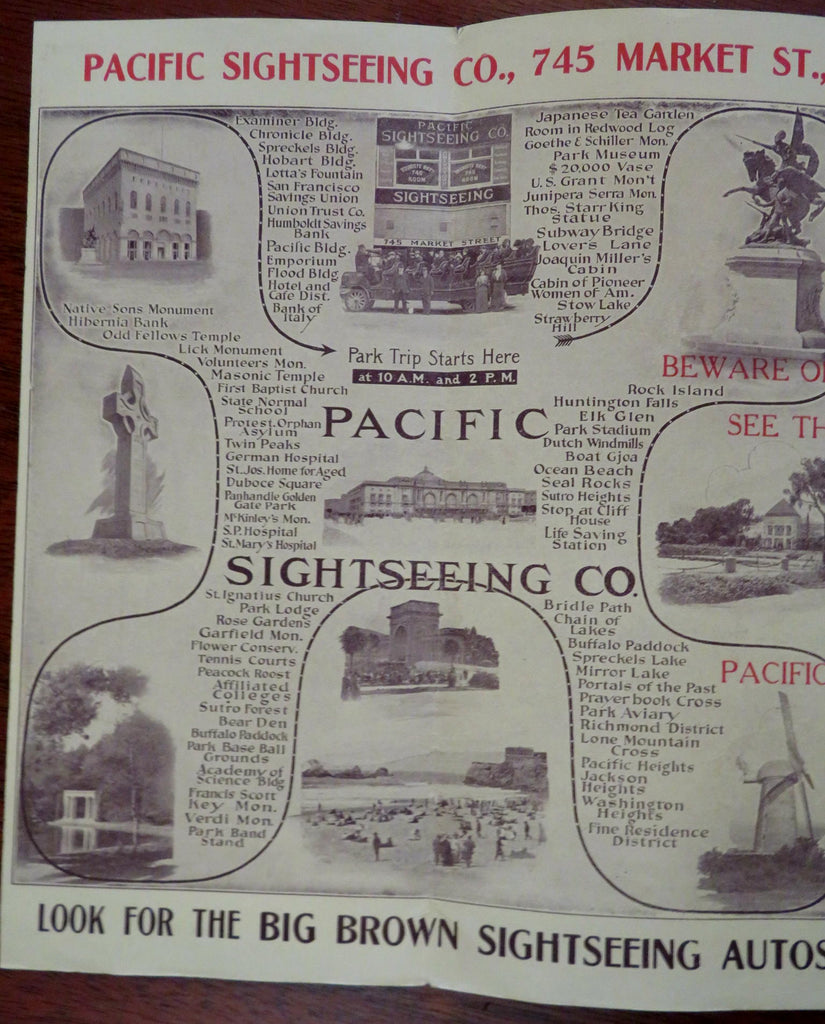 PACIFIC SIGHTSEEING CO., 745 MARKET ST.,
Examiner Bldg.
Chronicle Bldg.
Spreckels Bldg.
Hobart Bldg.
Lotta's Fountain
San Francisco
Savings Union
Union Trust Co.
Humboldt Savings
Bank
Pacific Bldg.
Emporium
Flood Bldg
Hotel and
Cafe Dist.
Bank of
Italy
PACIFIC
SIGHTSEEING CO.
SIGHTSEEING
745 MARKET STREET
Japanese Tea Garden
Room in Redwood Log
Goethe & Schiller Mon.
Park Museum
$20,000 Vase
U.S. Grant Mon't
Junipera Serra Mon.
Thos. Starr King
Statue
Subway Bridge
Lover's Lane
Joaquin Miller's
Cabin
Cabin of Pioneer
Women of Am.
Stow Lake
Strawberry
Hill
Native Sons Monument
Hibernia Bank
Odd Fellows Temple
Lick Monument
Volunteers Mon.
Masonic Temple
First Baptist Church
State Normal
School
Protest. Orphan
Asylum
Twin Peaks
German Hospital
St. Jos. Home for Aged
Duboce Square
Panhandle Golden
Gate Park
McKinley's Mon.
S.P. Hospital
St. Mary's Hospital
Park Trip Starts Here
at 10 A.M. and 2 P.M.
PACIFIC
SIGHTSEEING CO.
BEWARE O
SEE TH
PACIFIC
Rock Island
Huntington Falls
Elk Glen
Park Stadium
Dutch Windmills
Boat Gjoa
Ocean Beach
Seal Rocks
Sutro Heights
Stop at Cliff
House
Life Saving
Station
St. Ignatius Church
Park Lodge
Rose Gardens
Garfield Mon.
Flower Conserv.
Tennis Courts
Peacock Roost
Affiliated
Colleges
Sutro Forest
Bear Den
Buffalo Paddock
Park Base Ball
Grounds
Academy of
Science Bldg
Francis Scott
Key Mon.
Verdi Mon.
Park Band
Stand
Bridle Path
Chain of
Lakes
Buffalo Paddock
Spreckels Lake
Mirror Lake
Portals of the Past
Prayerbook Cross
Park Aviary
Richmond District
Lone Mountain
Cross
Pacific Heights
Jackson
Heights
Washington
Heights
Fine Residence
District
LOOK FOR THE BIG BROWN SIGHTSEEING AUTOS